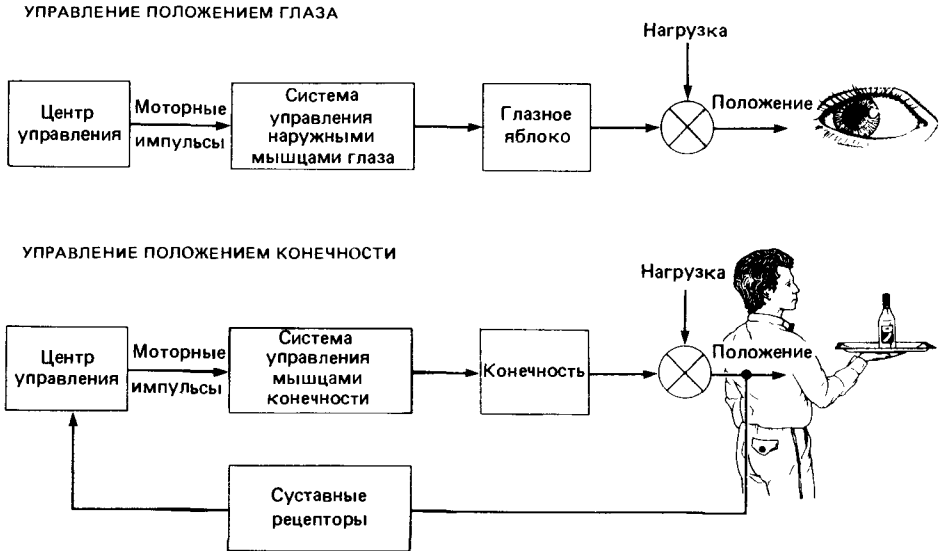 УПРАВЛЕНИЕ ПОЛОЖЕНИЕМ ГЛАЗА
Нагрузка
Центр
управления
Моторные
импульсы
Система
управления
наружными
мышцами глаза
Глазное
яблоко
Положение
УПРАВЛЕНИЕ ПОЛОЖЕНИЕМ КОНЕЧНОСТИ
Нагрузка
Центр
управления
Моторные
импульсы
Система
управления
мышцами
конечности
Конечность
Положение
Суставные
рецепторы